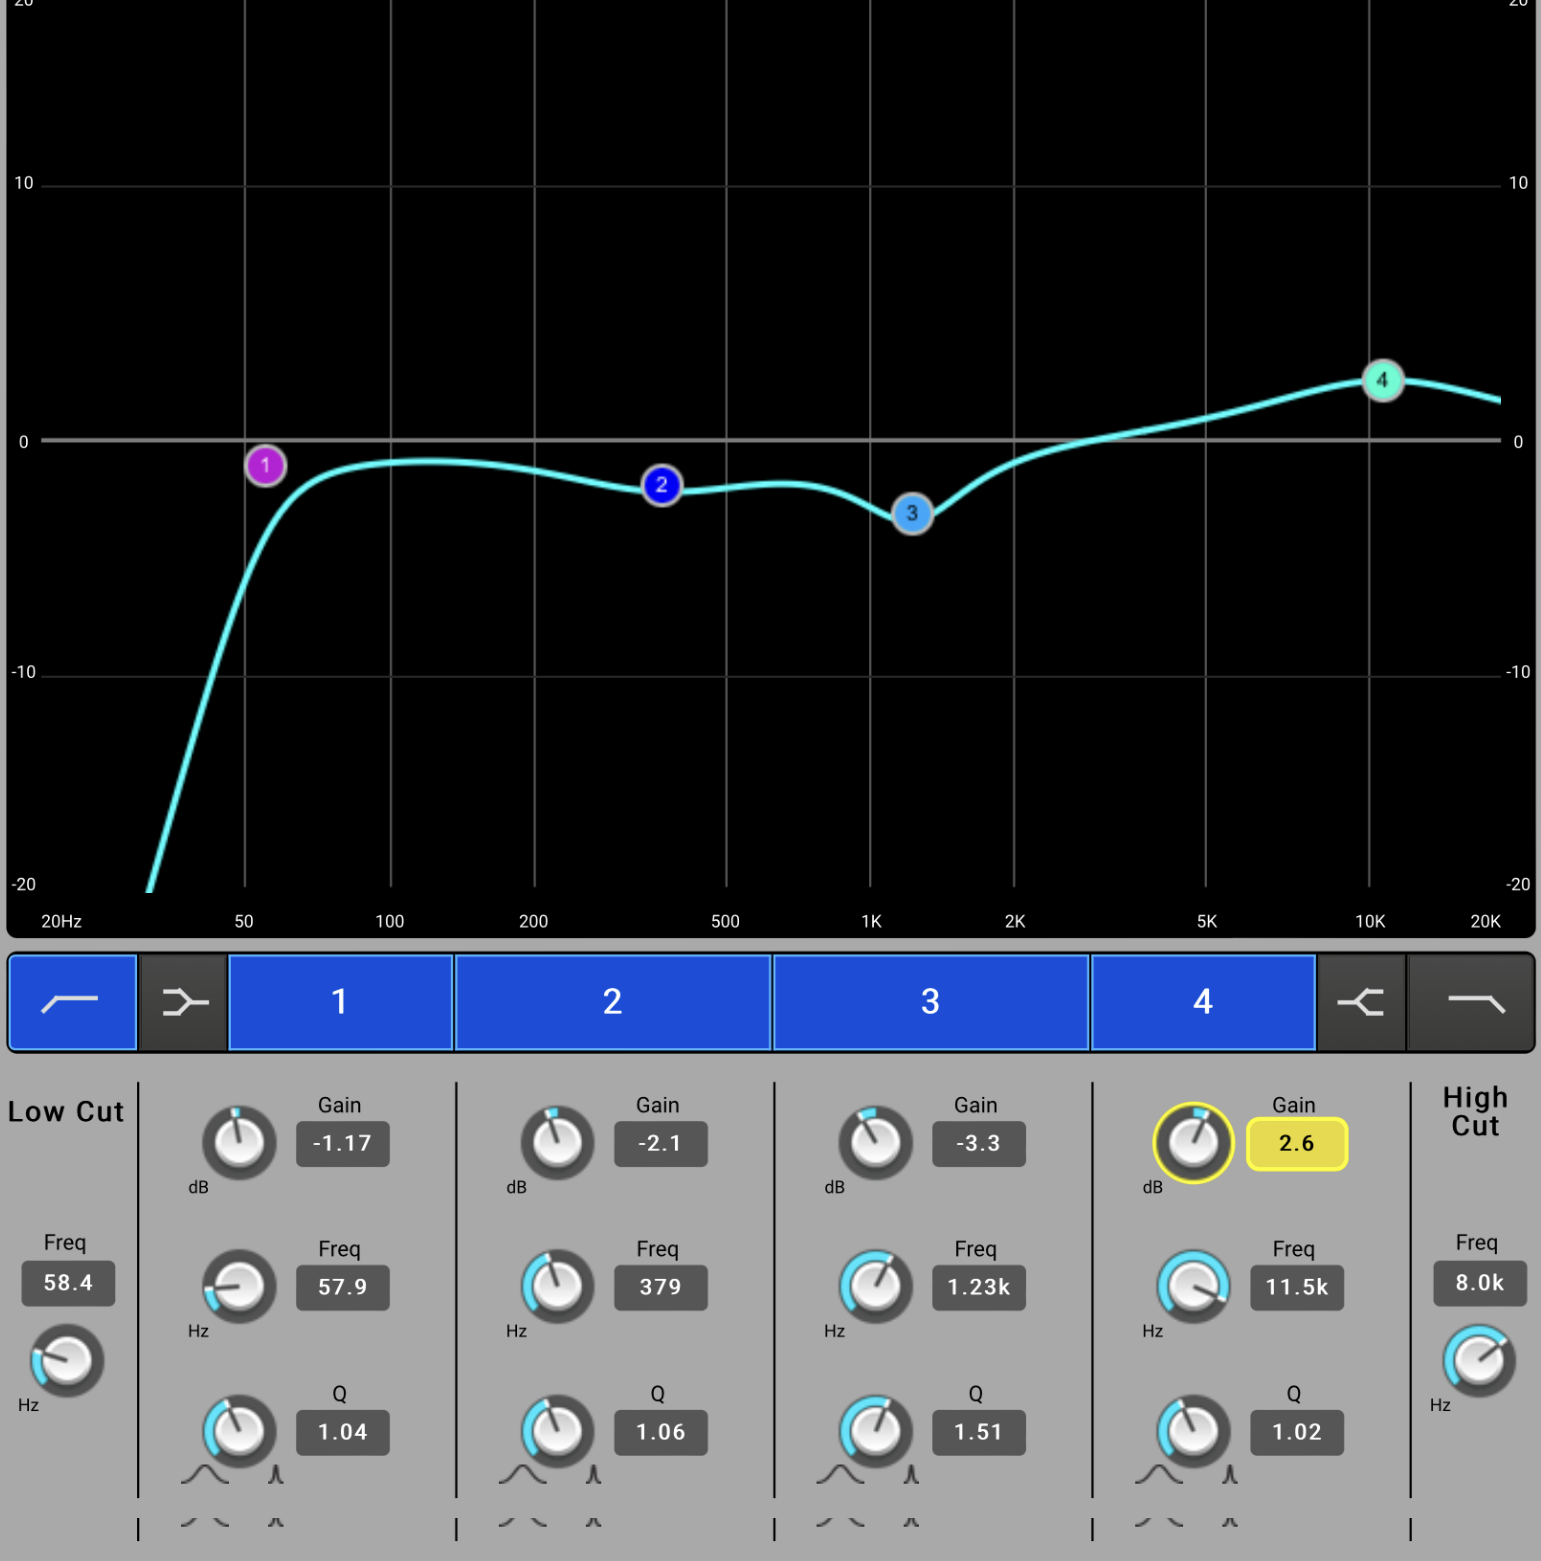 20 20
10 10
0 0
-10 -10
-20 -20
1
2
3
4
20Hz 50 100 200 500 1K 2K 5K 10K 20K
1 2 3 4
Low Cut
High
Cut
Gain Gain Gain Gain
-1.17 -2.1 -3.3 2.6
dB dB dB dB
Freq Freq Freq Freq Freq Freq
58.4 57.9 379 1.23k 11.5k 8.0k
Hz Hz Hz Hz Hz Hz
Q Q Q Q
1.04 1.06 1.51 1.02